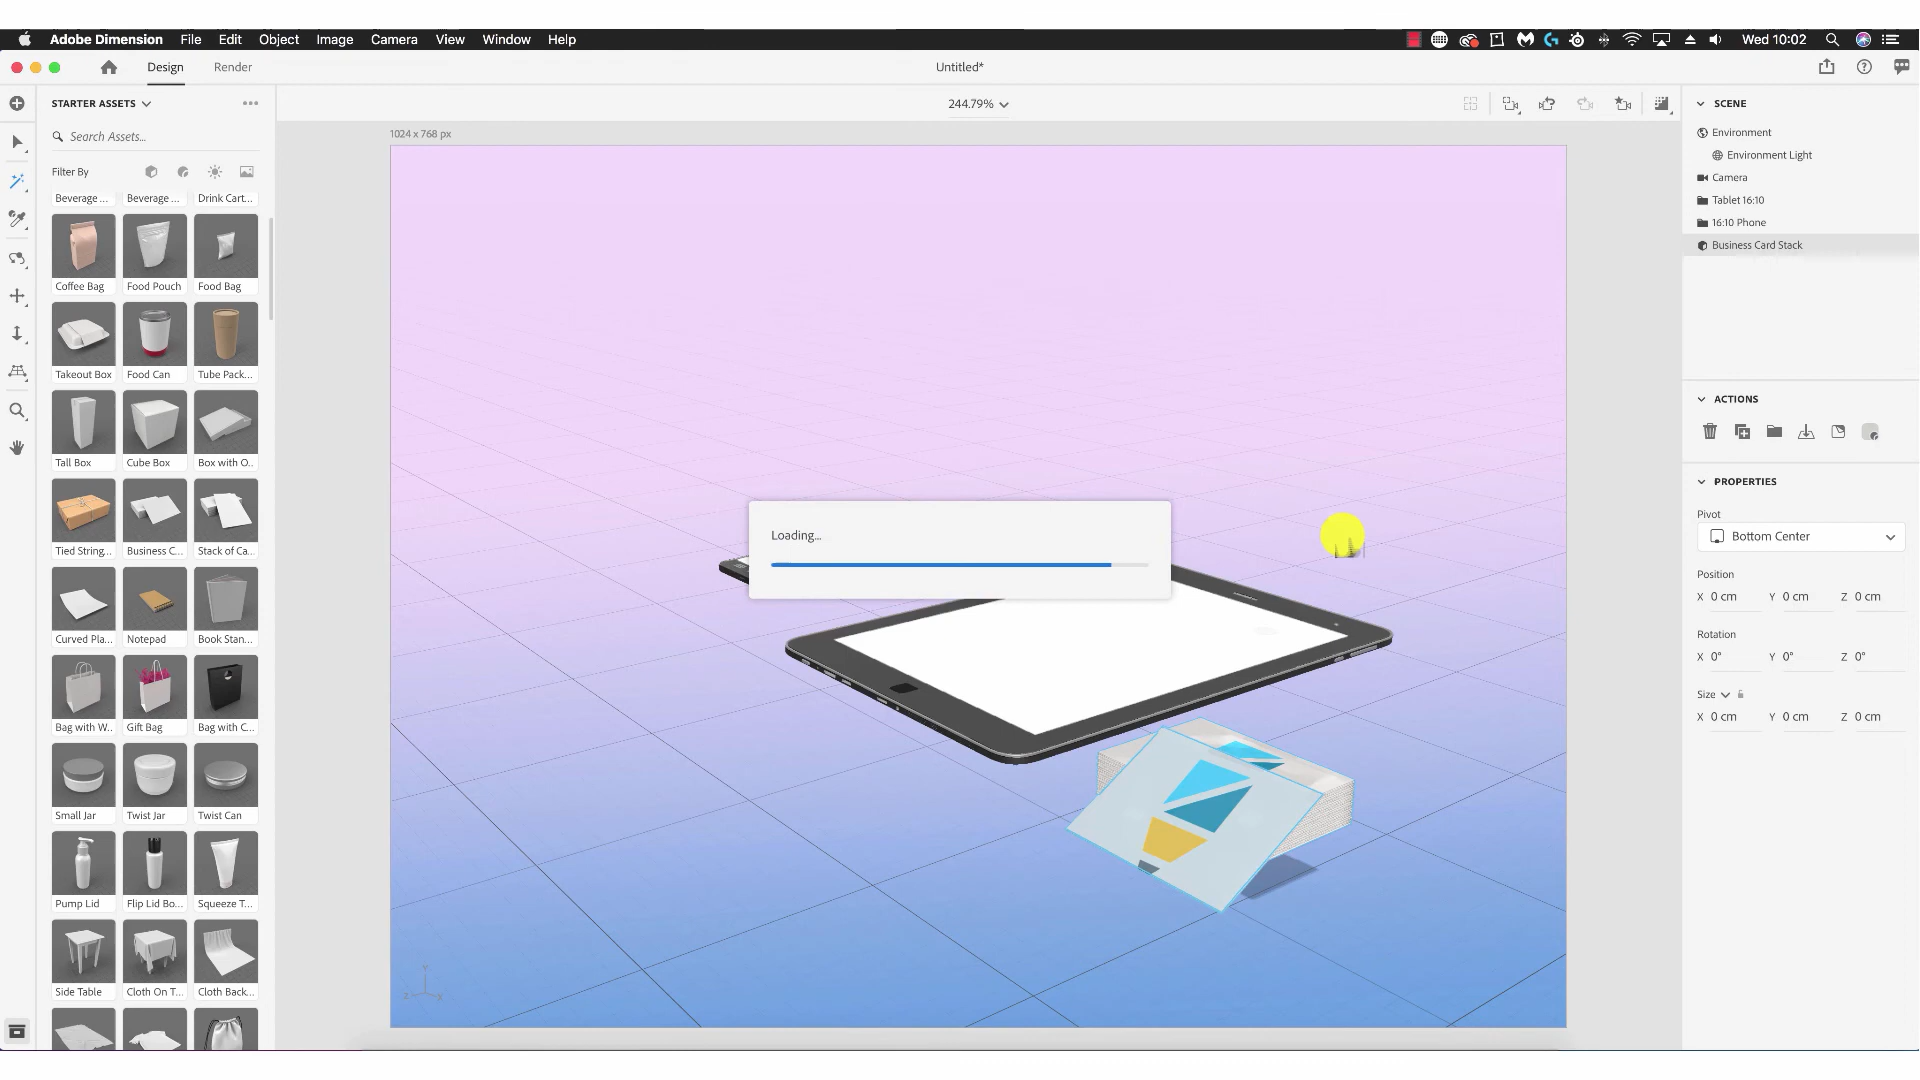 Adobe Dimension File Edit Object Image Camera View Window Help Wed 10:02
Design Render Untitled*
STARTER ASSETS
244.79%
Search Assets...
1024 x 768 px
Filter By
Beverage ... Beverage ... Drink Cart...
Coffee Bag Food Pouch Food Bag
Takeout Box Food Can Tube Pack...
Tall Box Cube Box Box with O...
Tied String... Business C... Stack of Ca...
Curved Pla... Notepad Book Stan...
Bag with W... Gift Bag Bag with C...
Small Jar Twist Jar Twist Can
Pump Lid Flip Lid Bo... Squeeze T...
Side Table Cloth On T... Cloth Back...
Loading...
SCENE
Environment
Environment Light
Camera
Tablet 16:10
16:10 Phone
Business Card Stack
ACTIONS
PROPERTIES
Pivot
Bottom Center
Position
X 0 cm Y 0 cm Z 0 cm
Rotation
X 0° Y 0° Z 0°
Size
X 0 cm Y 0 cm Z 0 cm